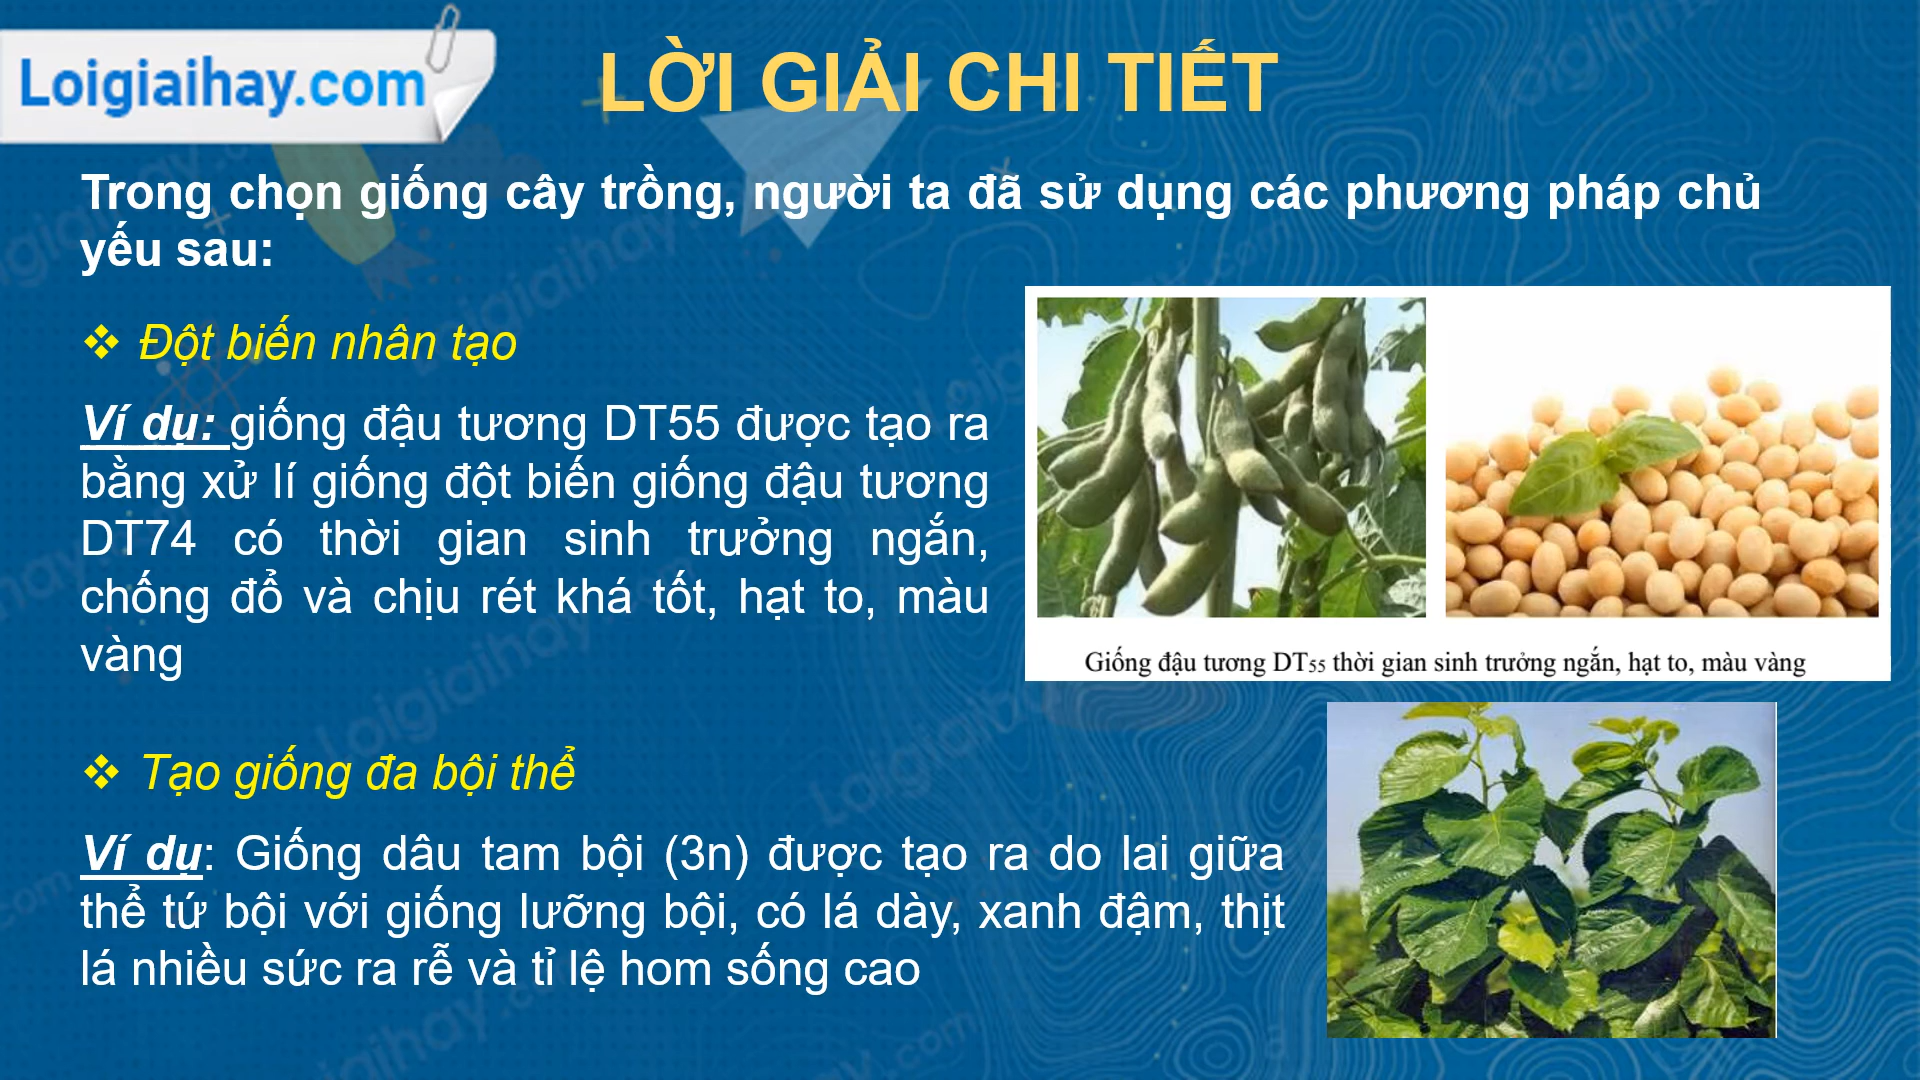 Loigiaihay.com
LỜI GIẢI CHI TIẾT
Trong chọn giống cây trồng, người ta đã sử dụng các phương pháp chủ
yếu sau:
❖ Đột biến nhân tạo
Ví dụ: giống đậu tương DT55 được tạo ra
bằng xử lí giống đột biến giống đậu tương
DT74 có thời gian sinh trưởng ngắn,
chống đổ và chịu rét khá tốt, hạt to, màu
vàng
Giống đậu tương DT55 thời gian sinh trưởng ngắn, hạt to, màu vàng
❖ Tạo giống đa bội thể
Ví dụ: Giống dâu tam bội (3n) được tạo ra do lai giữa
thể tứ bội với giống lưỡng bội, có lá dày, xanh đậm, thịt
lá nhiều sức ra rễ và tỉ lệ hom sống cao